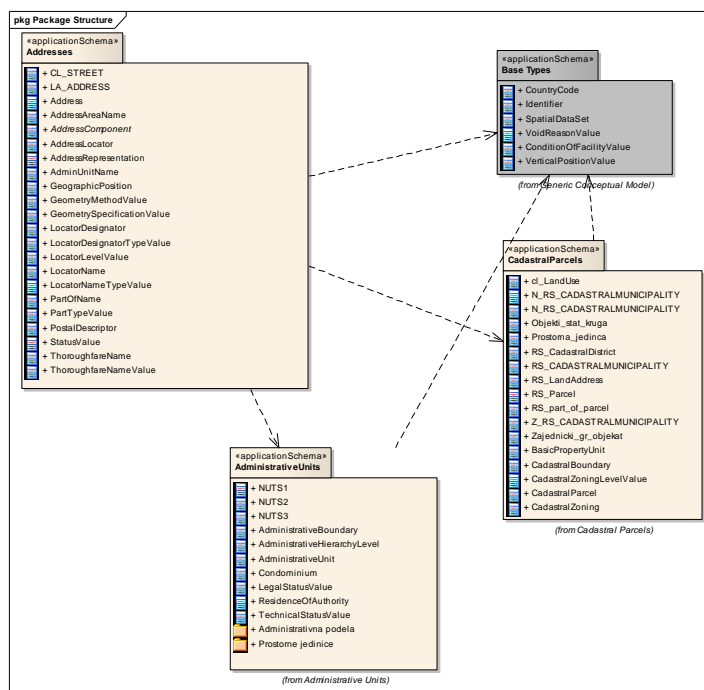 pkg Package Structure
«applicationSchema»
Addresses
+ CL_STREET
+ LA_ADDRESS
+ Address
+ AddressAreaName
+ AddressComponent
+ AddressLocator
+ AddressRepresentation
+ AdminUnitName
+ GeographicPosition
+ GeometryMethodValue
+ GeometrySpecificationValue
+ LocatorDesignator
+ LocatorDesignatorTypeValue
+ LocatorLevelValue
+ LocatorName
+ LocatorNameTypeValue
+ PartOfName
+ PartTypeValue
+ PostalDescriptor
+ StatusValue
+ ThoroughfareName
+ ThoroughfareNameValue
«applicationSchema»
Base Types
+ CountryCode
+ Identifier
+ SpatialDataSet
+ VoidReasonValue
+ ConditionOfFacilityValue
+ VerticalPositionValue
(from Generic Conceptual Model)
«applicationSchema»
CadastralParcels
+ cl_LandUse
+ N_RS_CADASTRALMUNICIPALITY
+ N_RS_CADASTRALMUNICIPALITY
+ Objekti_stat_kruga
+ Prostorna_jedinca
+ RS_CadastralDistrict
+ RS_CADASTRALMUNICIPALITY
+ RS_LandAddress
+ RS_Parcel
+ RS_part_of_parcel
+ Z_RS_CADASTRALMUNICIPALITY
+ Zajednicki_gr_objekat
+ BasicPropertyUnit
+ CadastralBoundary
+ CadastralZoningLevelValue
+ CadastralParcel
+ CadastralZoning
(from Cadastral Parcels)
«applicationSchema»
AdministrativeUnits
+ NUTS1
+ NUTS2
+ NUTS3
+ AdministrativeBoundary
+ AdministrativeHierarchyLevel
+ AdministrativeUnit
+ Condominium
+ LegalStatusValue
+ ResidenceOfAuthority
+ TechnicalStatusValue
+ Administrativna podela
+ Prostorne jedinice
(from Administrative Units)